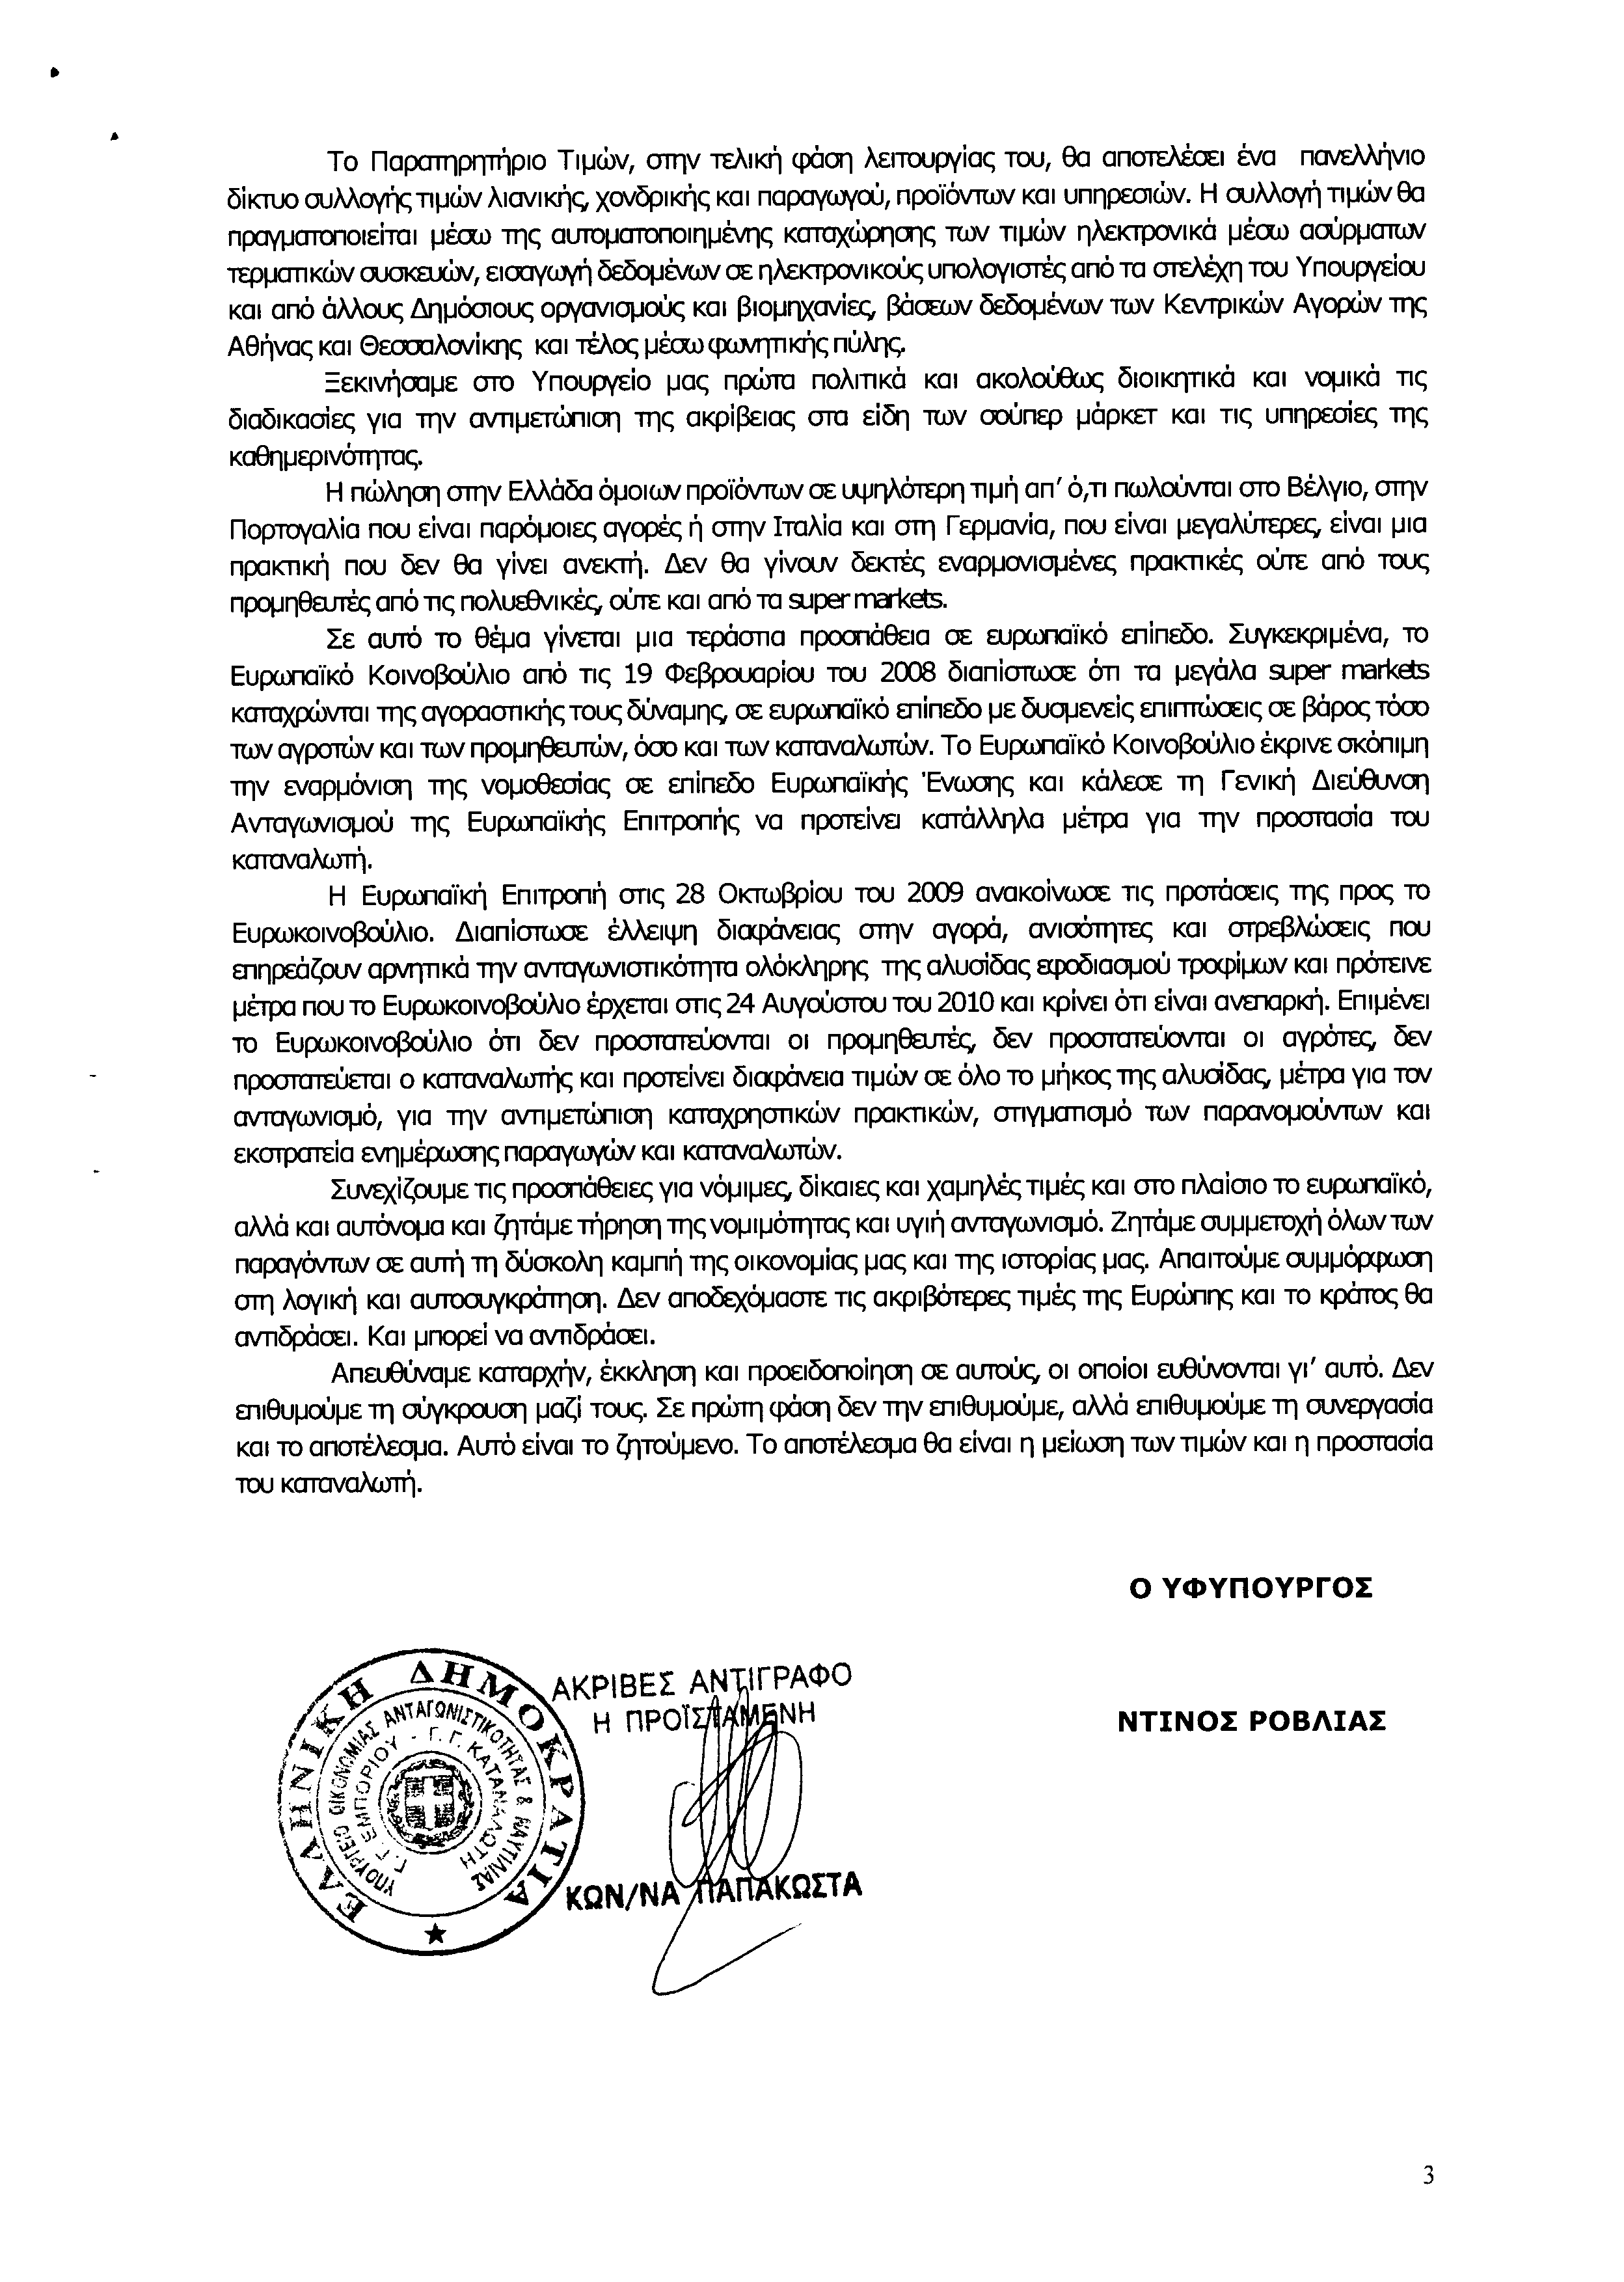 Το Παρατηρητήριο Τιμών, στην τελική φάση λειτουργίας του, θα αποτελέσει ένα πανελλήνιο
δίκτυο συλλογής τιμών λιανικής, χονδρικής και παραγωγού, προϊόντων και υπηρεσιών. Η συλλογή τιμών θα
πραγματοποιείται μέσω της αυτοματοποιημένης καταχώρησης των τιμών ηλεκτρονικά μέσω ασύρματων
τερματικών συσκευών, εισαγωγή δεδομένων σε ηλεκτρονικούς υπολογιστές από τα στελέχη του Υπουργείου
και από άλλους Δημόσιους οργανισμούς και βιομηχανίες, βάσεων δεδομένων των Κεντρικών Αγορών της
Αθήνας και Θεσσαλονίκης και τέλος μέσω φωνητικής πύλης.
Ξεκινήσαμε στο Υπουργείο μας πρώτα πολιτικά και ακολούθως διοικητικά και νομικά τις
διαδικασίες για την αντιμετώπιση της ακρίβειας στα είδη των σούπερ μάρκετ και τις υπηρεσίες της
καθημερινότητας.
Η πώληση στην Ελλάδα όμοιων προϊόντων σε υψηλότερη τιμή απ' ό,τι πωλούνται στο Βέλγιο, στην
Πορτογαλία που είναι παρόμοιες αγορές ή στην Ιταλία και στη Γερμανία, που είναι μεγαλύτερες, είναι μια
πρακτική που δεν θα γίνει ανεκτή. Δεν θα γίνουν δεκτές εναρμονισμένες πρακτικές ούτε από τους
προμηθευτές από τις πολυεθνικές, ούτε και από τα super markets.
Σε αυτό το θέμα γίνεται μια τεράστια προσπάθεια σε ευρωπαϊκό επίπεδο. Συγκεκριμένα, το
Ευρωπαϊκό Κοινοβούλιο από τις 19 Φεβρουαρίου του 2008 διαπίστωσε ότι τα μεγάλα super markets
καταχρώνται της αγοραστικής τους δύναμης, σε ευρωπαϊκό επίπεδο με δυσμενείς επιπτώσεις σε βάρος τόσο
των αγροτών και των προμηθευτών, όσο και των καταναλωτών. Το Ευρωπαϊκό Κοινοβούλιο έκρινε σκόπιμη
την εναρμόνιση της νομοθεσίας σε επίπεδο Ευρωπαϊκής Ένωσης και κάλεσε τη Γενική Διεύθυνση
Ανταγωνισμού της Ευρωπαϊκής Επιτροπής να προτείνει κατάλληλα μέτρα για την προστασία του
καταναλωτή.
Η Ευρωπαϊκή Επιτροπή στις 28 Οκτωβρίου του 2009 ανακοίνωσε τις προτάσεις της προς το
Ευρωκοινοβούλιο. Διαπίστωσε έλλειψη διαφάνειας στην αγορά, ανισότητες και στρεβλώσεις που
επηρεάζουν αρνητικά την ανταγωνιστικότητα ολόκληρης της αλυσίδας εφοδιασμού τροφίμων και πρότεινε
μέτρα που το Ευρωκοινοβούλιο έρχεται στις 24 Αυγούστου του 2010 και κρίνει ότι είναι ανεπαρκή. Επιμένει
το Ευρωκοινοβούλιο ότι δεν προστατεύονται οι προμηθευτές, δεν προστατεύονται οι αγρότες, δεν
προστατεύεται ο καταναλωτής και προτείνει διαφάνεια τιμών σε όλο το μήκος της αλυσίδας, μέτρα για τον
ανταγωνισμό, για την αντιμετώπιση καταχρηστικών πρακτικών, στιγματισμό των παρανομούντων και
εκστρατεία ενημέρωσης παραγωγών και καταναλωτών.
Συνεχίζουμε τις προσπάθειες για νόμιμες, δίκαιες και χαμηλές τιμές και στο πλαίσιο το ευρωπαϊκό,
αλλά και αυτόνομα και ζητάμε τήρηση της νομιμότητας και υγιή ανταγωνισμό. Ζητάμε συμμετοχή όλων των
παραγόντων σε αυτή τη δύσκολη καμπή της οικονομίας μας και της ιστορίας μας. Απαιτούμε συμμόρφωση
στη λογική και αυτοσυγκράτηση. Δεν αποδεχόμαστε τις ακριβότερες τιμές της Ευρώπης και το κράτος θα
αντιδράσει. Και μπορεί να αντιδράσει.
Απευθύναμε καταρχήν, έκκληση και προειδοποίηση σε αυτούς, οι οποίοι ευθύνονται γι' αυτό. Δεν
επιθυμούμε τη σύγκρουση μαζί τους. Σε πρώτη φάση δεν την επιθυμούμε, αλλά επιθυμούμε τη συνεργασία
και το αποτέλεσμα. Αυτό είναι το ζητούμενο. Το αποτέλεσμα θα είναι η μείωση των τιμών και η προστασία
του καταναλωτή.
Ο ΥΦΥΠΟΥΡΓΟΣ
ΝΤΙΝΟΣ ΡΟΒΛΙΑΣ
ΑΚΡΙΒΕΣ ΑΝΤΙΓΡΑΦΟ
Η ΠΡΟΪΣΤΑΜΕΝΗ
ΚΩΝ/ΝΑ ΠΑΠΑΚΩΣΤΑ
ΕΛΛΗΝΙΚΗ ΔΗΜΟΚΡΑΤΙΑ
ΥΠΟΥΡΓΕΙΟ ΟΙΚΟΝΟΜΙΑΣ ΑΝΤΑΓΩΝΙΣΤΙΚΟΤΗΤΑΣ & ΝΑΥΤΙΛΙΑΣ
Γ.Γ. ΕΜΠΟΡΙΟΥ - Γ.Γ. ΚΑΤΑΝΑΛΩΤΗ
3